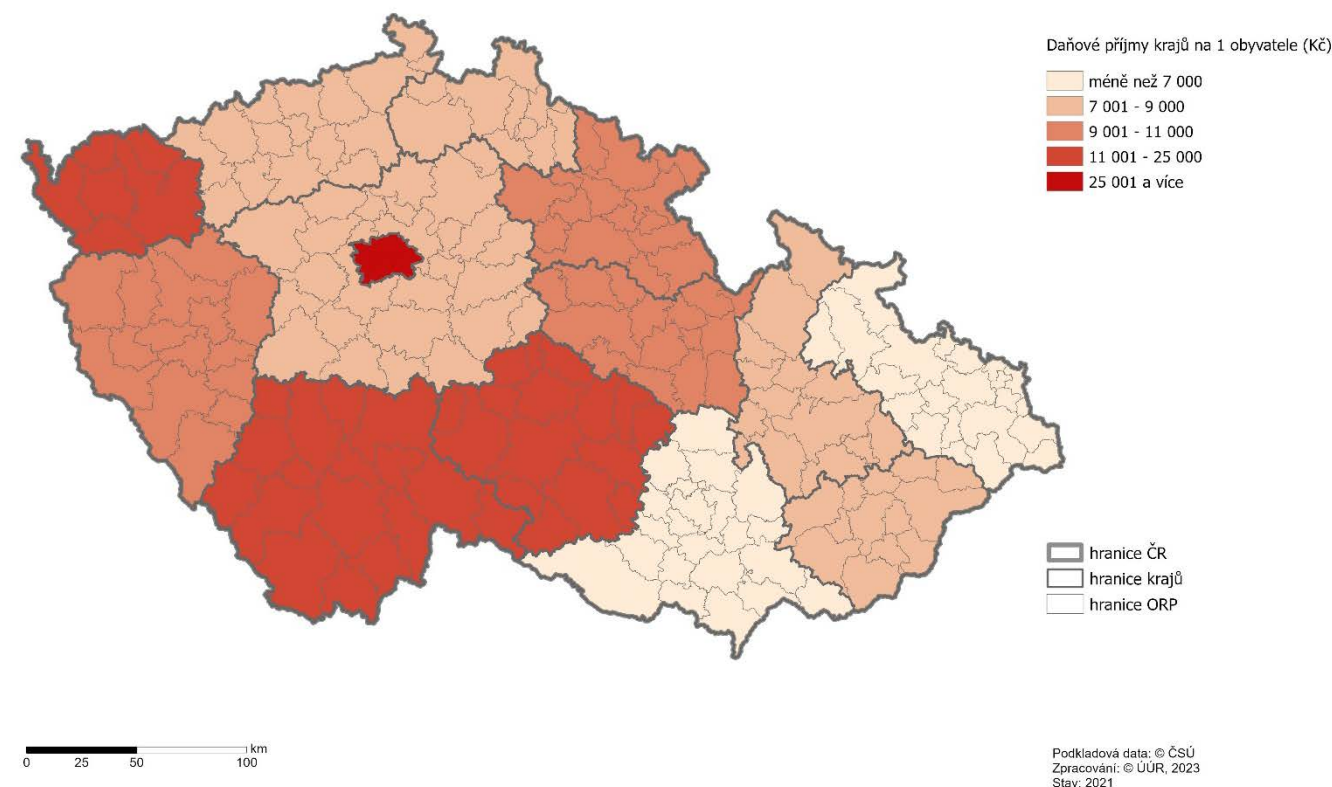 Daňové příjmy krajů na 1 obyvatele (Kč)
méně než 7 000
7 001 - 9 000
9 001 - 11 000
11 001 - 25 000
25 001 a více
hranice ČR
hranice krajů
hranice ORP
km
0 25 50 100
Podkladová data: © ČSÚ
Zpracování: © ÚÚR, 2023
Stav: 2021